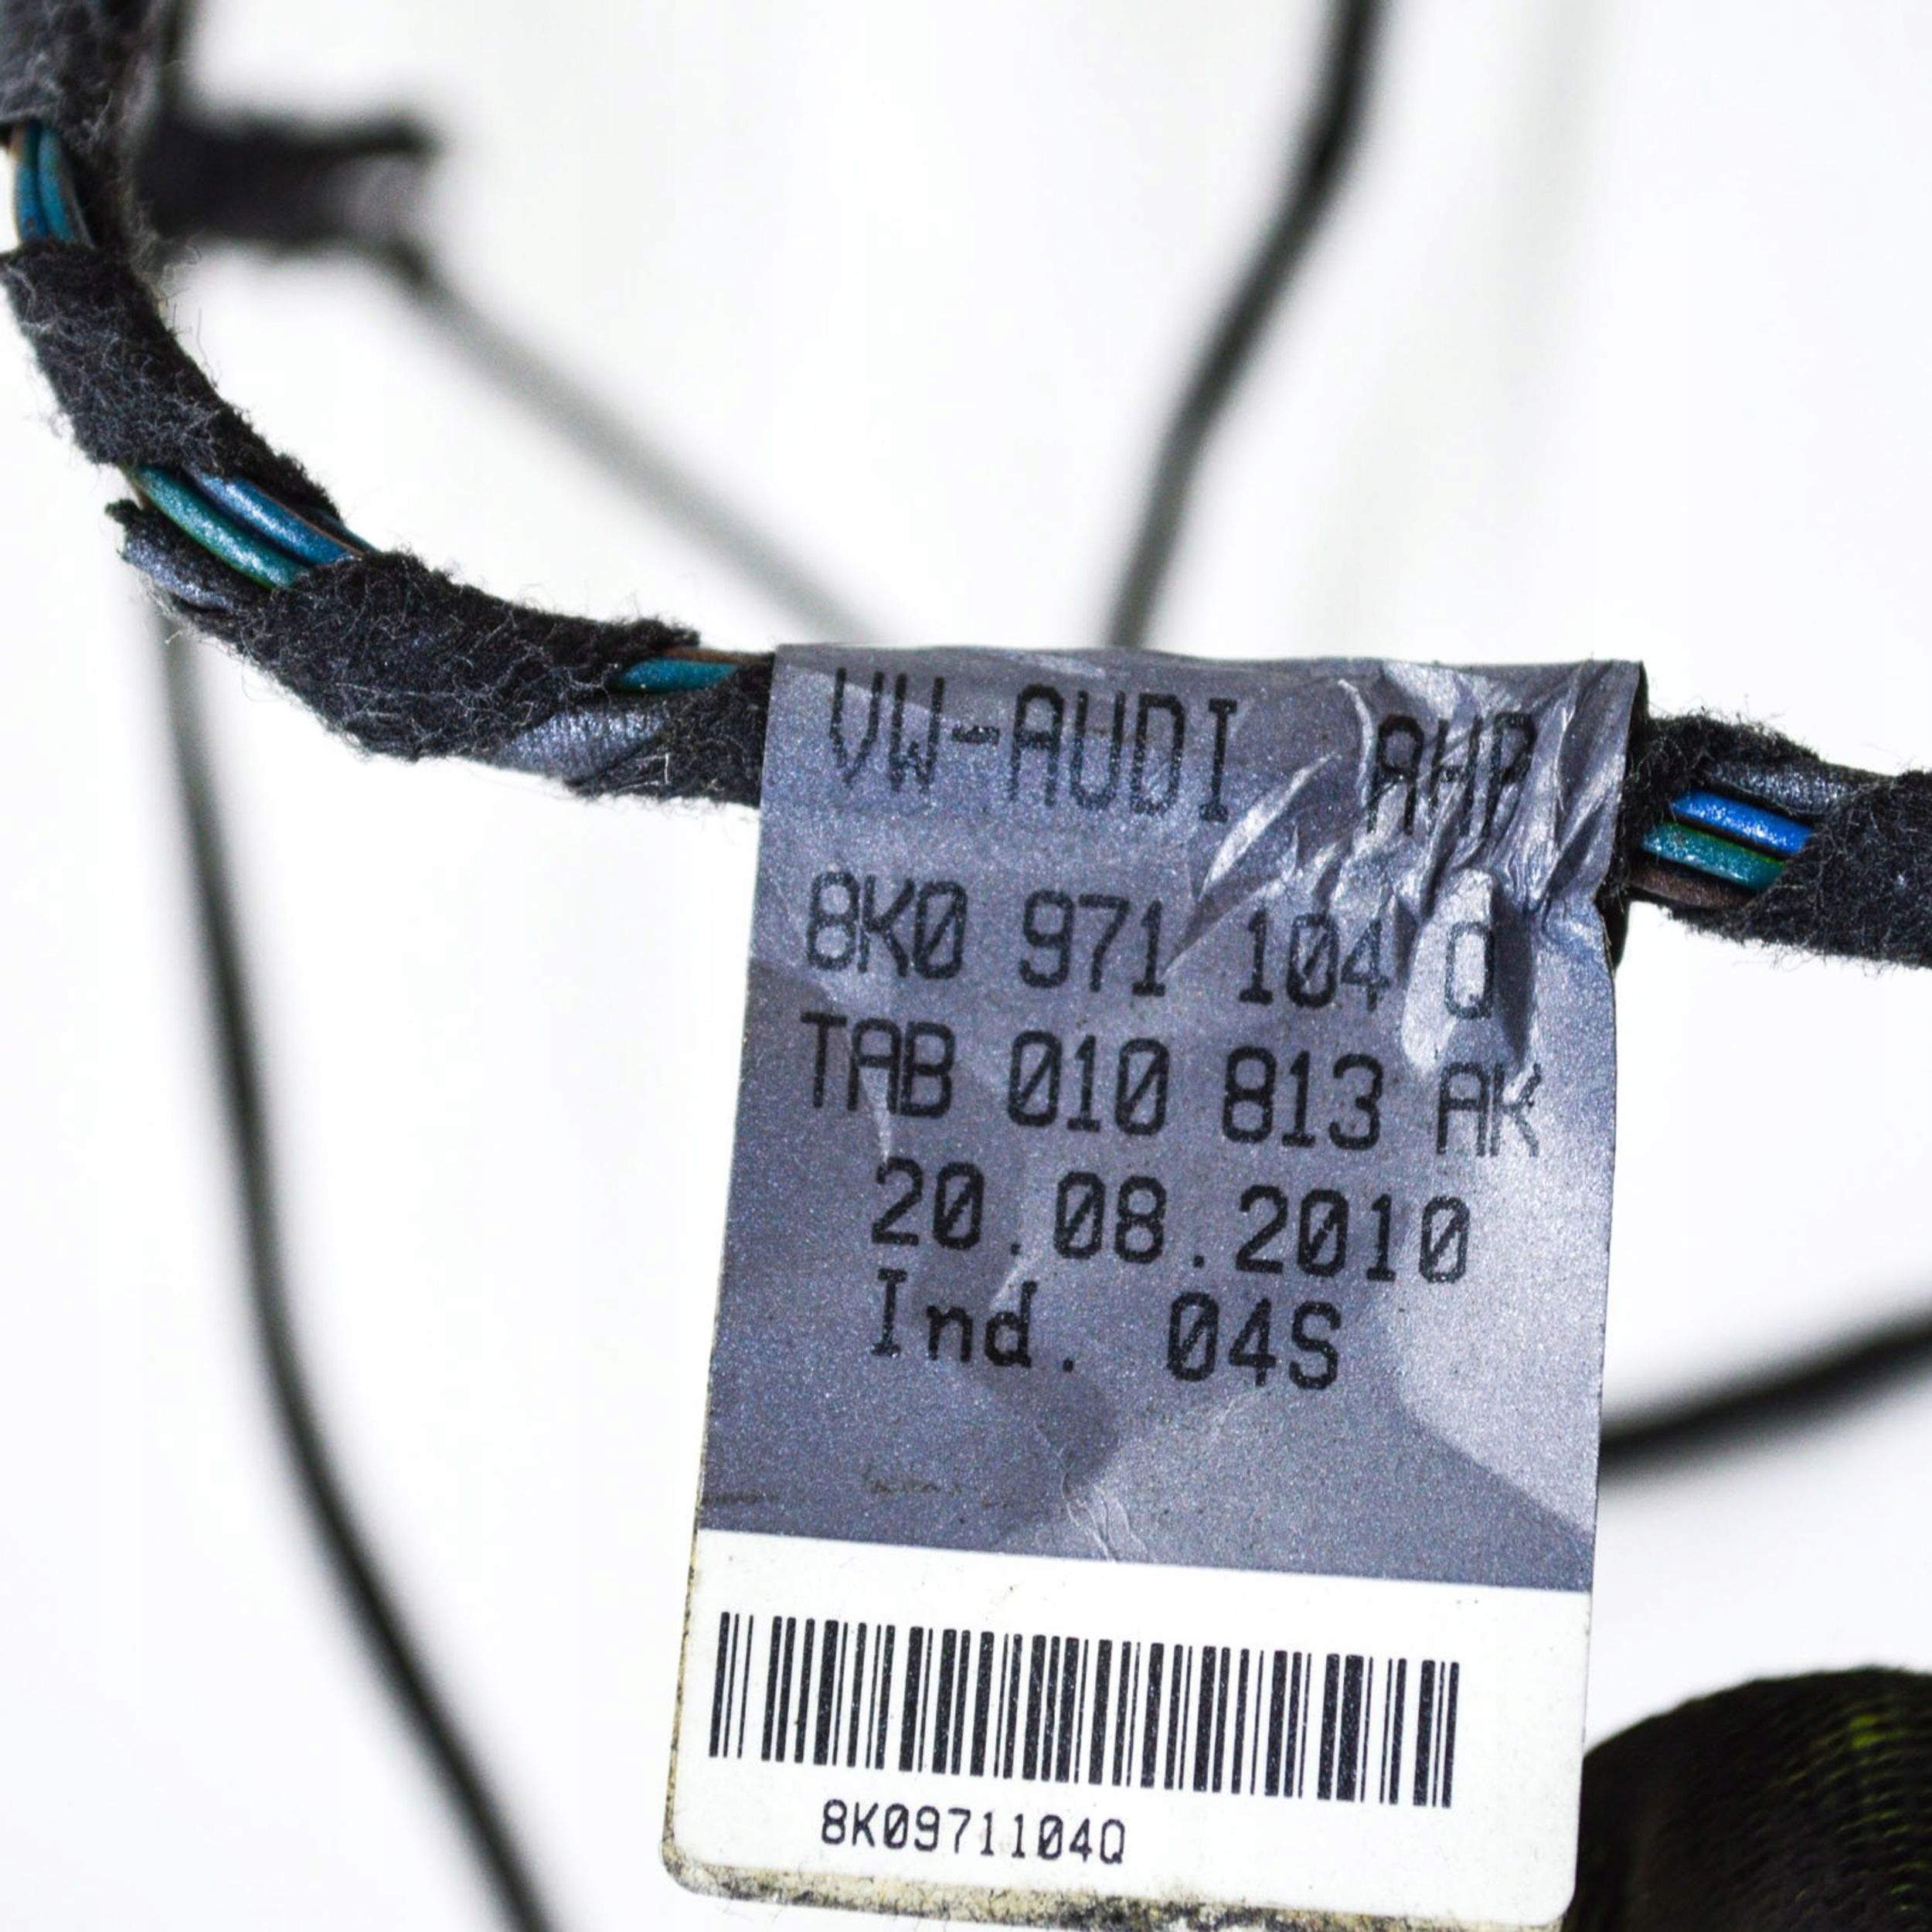 VW-AUDI AHP
8K0 971 104 Q
TAB 010 813 AK
20.08.2010
Ind. 04S
8K0971104Q